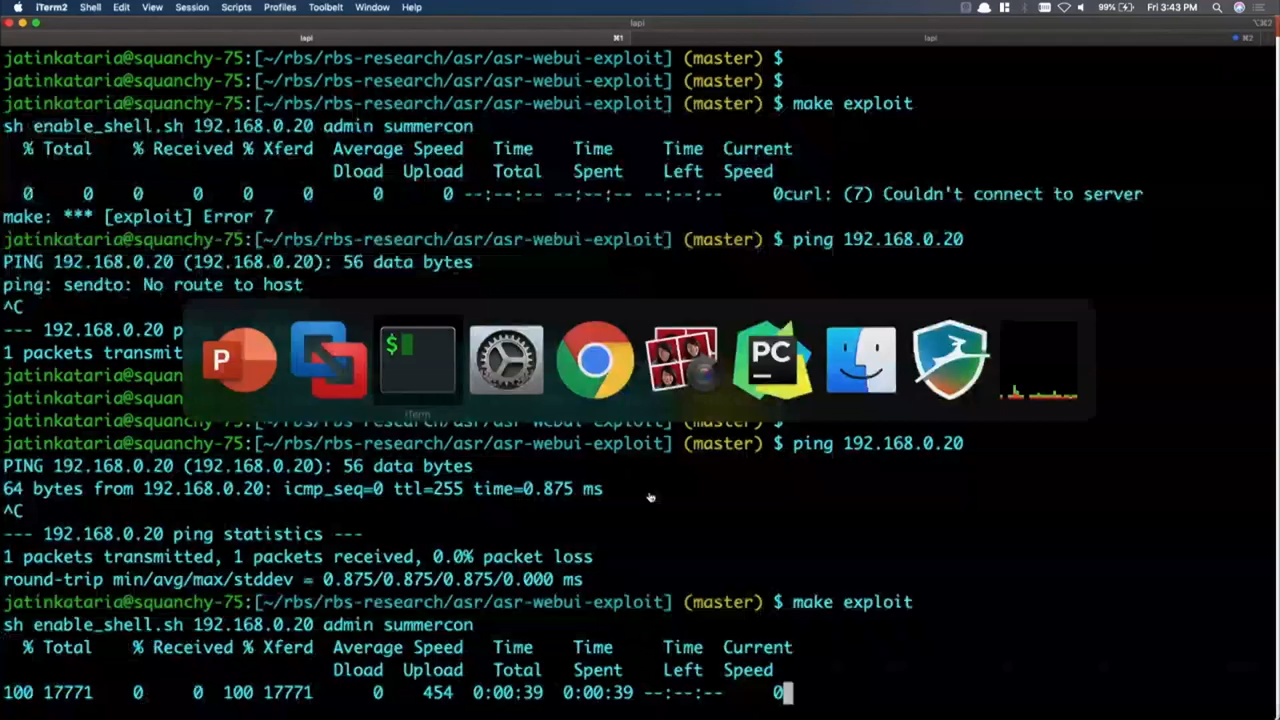 iTerm2 Shell Edit View Session Scripts Profiles Toolbelt Window Help 99% Fri 3:43 PM
lapi ⌥⌘2
lapi ⌘1 lapi ⌘2
jatinkataria@squanchy-75:[~/rbs/rbs-research/asr/asr-webui-exploit] (master) $
jatinkataria@squanchy-75:[~/rbs/rbs-research/asr/asr-webui-exploit] (master) $
jatinkataria@squanchy-75:[~/rbs/rbs-research/asr/asr-webui-exploit] (master) $ make exploit
sh enable_shell.sh 192.168.0.20 admin summercon
% Total % Received % Xferd Average Speed Time Time Time Current
Dload Upload Total Spent Left Speed
0 0 0 0 0 0 0 0 --:--:-- --:--:-- --:--:-- 0curl: (7) Couldn't connect to server
make: *** [exploit] Error 7
jatinkataria@squanchy-75:[~/rbs/rbs-research/asr/asr-webui-exploit] (master) $ ping 192.168.0.20
PING 192.168.0.20 (192.168.0.20): 56 data bytes
ping: sendto: No route to host
^C
--- 192.168.0.20 p
1 packets transmit
jatinkataria@squan
jatinkataria@squan
jatinkataria@squanchy-75:[~/rbs/rbs-research/asr/asr-webui-exploit] (master) $
$
P
PC
iTerm
jatinkataria@squanchy-75:[~/rbs/rbs-research/asr/asr-webui-exploit] (master) $ ping 192.168.0.20
PING 192.168.0.20 (192.168.0.20): 56 data bytes
64 bytes from 192.168.0.20: icmp_seq=0 ttl=255 time=0.875 ms
^C
--- 192.168.0.20 ping statistics ---
1 packets transmitted, 1 packets received, 0.0% packet loss
round-trip min/avg/max/stddev = 0.875/0.875/0.875/0.000 ms
jatinkataria@squanchy-75:[~/rbs/rbs-research/asr/asr-webui-exploit] (master) $ make exploit
sh enable_shell.sh 192.168.0.20 admin summercon
% Total % Received % Xferd Average Speed Time Time Time Current
Dload Upload Total Spent Left Speed
100 17771 0 0 100 17771 0 454 0:00:39 0:00:39 --:--:-- 0